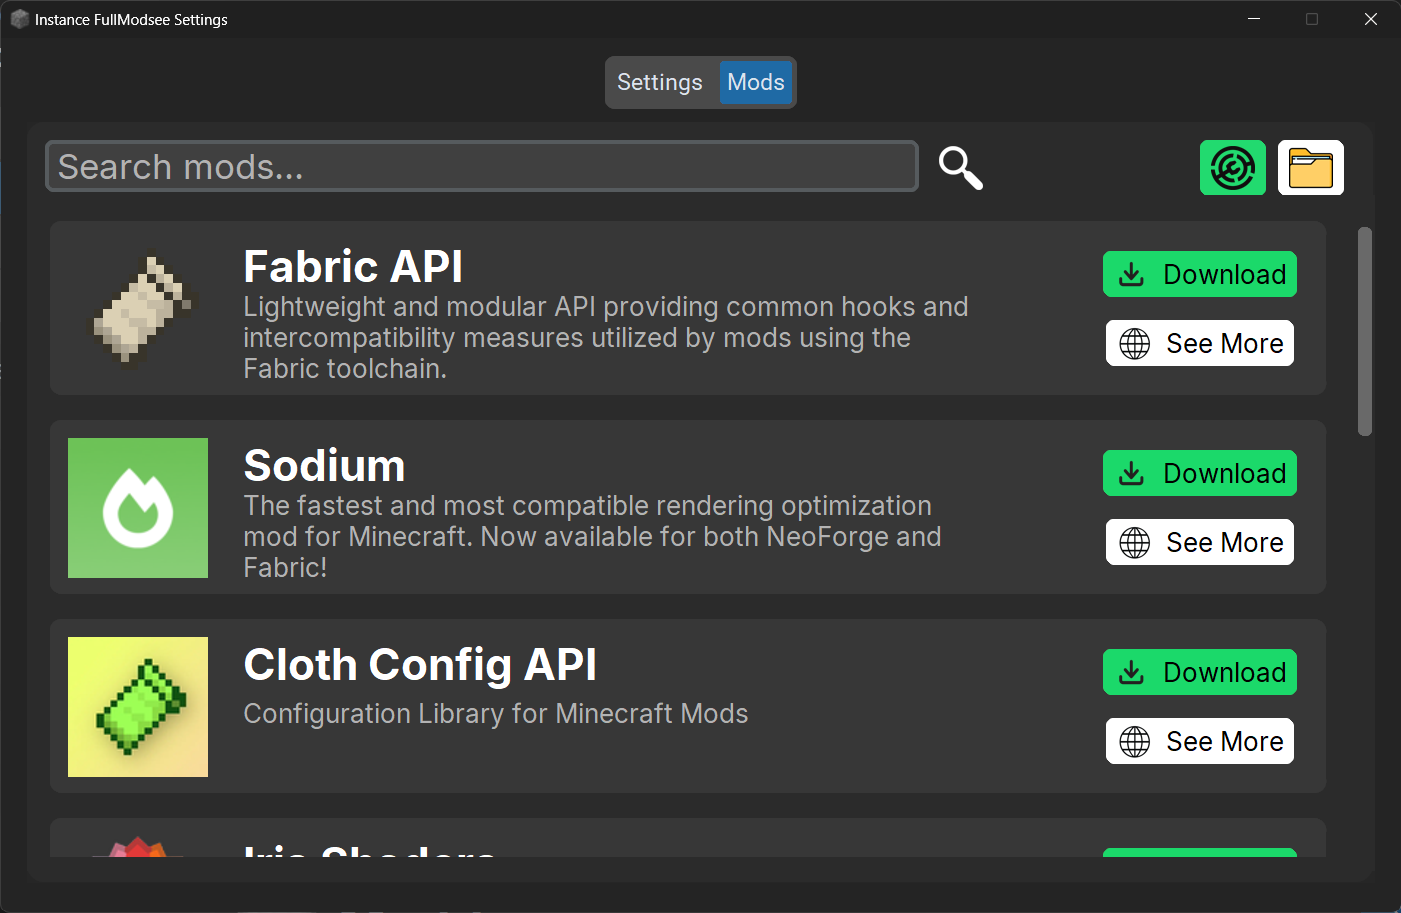 Instance FullModsee Settings
Settings
Mods
Search mods...
Fabric API
Lightweight and modular API providing common hooks and
intercompatibility measures utilized by mods using the
Fabric toolchain.
Download
See More
Sodium
The fastest and most compatible rendering optimization
mod for Minecraft. Now available for both NeoForge and
Fabric!
Download
See More
Cloth Config API
Configuration Library for Minecraft Mods
Download
See More
Iris Shaders